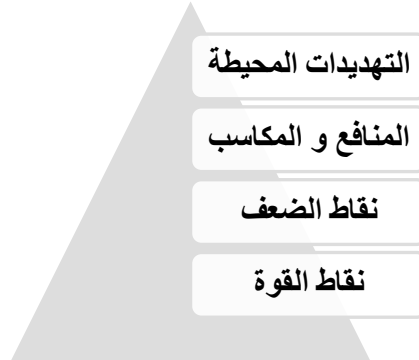 التهديدات المحيطة
المنافع و المكاسب
نقاط الضعف
نقاط القوة